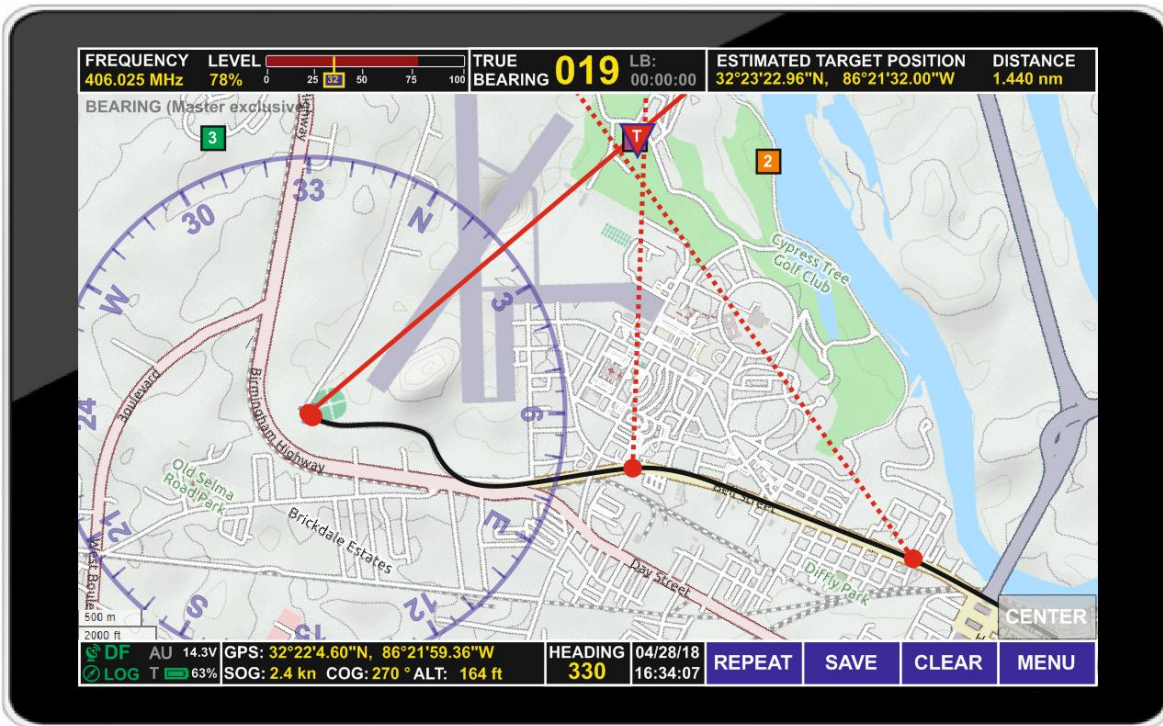 FREQUENCY LEVEL
406.025 MHz 78% 0 25 32 50 75 100
TRUE
BEARING 019
LB:
00:00:00
ESTIMATED TARGET POSITION DISTANCE
32°23'22.96"N, 86°21'32.00"W 1.440 nm
BEARING (Master exclusive)
3
T
2
33
30
N
W
3
24
6
21
E
S
15
12
Highway
Cypress Tree
Golf Club
Boulevard
Birmingham Highway
Old Selma
Road Park
Brickdale Estates
Bell Street
Day Street
Diffly Park
West Boule
500 m
2000 ft
CENTER
DF AU 14.3V
LOG T 63%
GPS: 32°22'4.60"N, 86°21'59.36"W
SOG: 2.4 kn COG: 270 ° ALT: 164 ft
HEADING
330
04/28/18
16:34:07
REPEAT SAVE CLEAR MENU